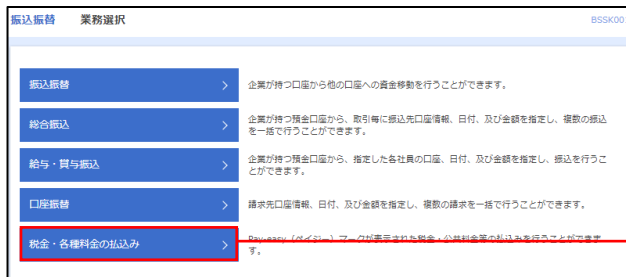 振込振替 業務選択 BSSK00
振込振替 > 企業が持つ口座から他の口座への資金移動を行うことができます。
総合振込 > 企業が持つ預金口座から、取引毎に振込先口座情報、日付、及び金額を指定し、複数の振込
を一括で行うことができます。
給与・賞与振込 > 企業が持つ預金口座から、指定した各社員の口座、日付、及び金額を指定し、振込を行うこ
とができます。
口座振替 > 請求先口座情報、日付、及び金額を指定し、複数の請求を一括で行うことができます。
税金・各種料金の払込み > Pay-easy（ペイジー）マークが表示された税金・公共料金等の払込みを行うことができま
す。